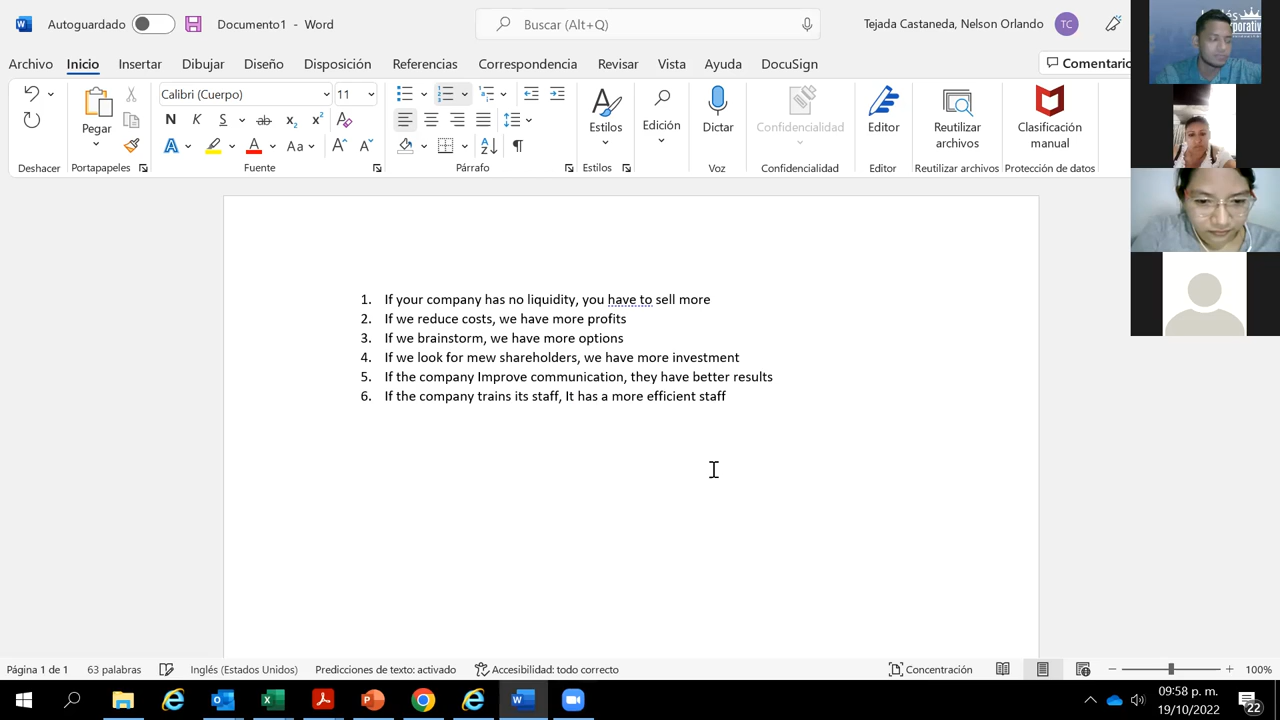 Autoguardado
Documento1 - Word
Buscar (Alt+Q)
Tejada Castaneda, Nelson Orlando
TC
Archivo Inicio Insertar Dibujar Diseño Disposición Referencias Correspondencia Revisar Vista Ayuda DocuSign
Comentario
Pegar
Calibri (Cuerpo) 11
N K S ab x₂ x² A
A A Aa A A
Estilos
Edición
Dictar
Confidencialidad
Editor
Reutilizar archivos
Clasificación manual
Deshacer Portapapeles Fuente Párrafo Estilos Voz Confidencialidad Editor Reutilizar archivos Protección de datos
1. If your company has no liquidity, you have to sell more
2. If we reduce costs, we have more profits
3. If we brainstorm, we have more options
4. If we look for mew shareholders, we have more investment
5. If the company Improve communication, they have better results
6. If the company trains its staff, It has a more efficient staff
Página 1 de 1 63 palabras Inglés (Estados Unidos) Predicciones de texto: activado Accesibilidad: todo correcto Concentración 100%
09:58 p. m.
19/10/2022
22